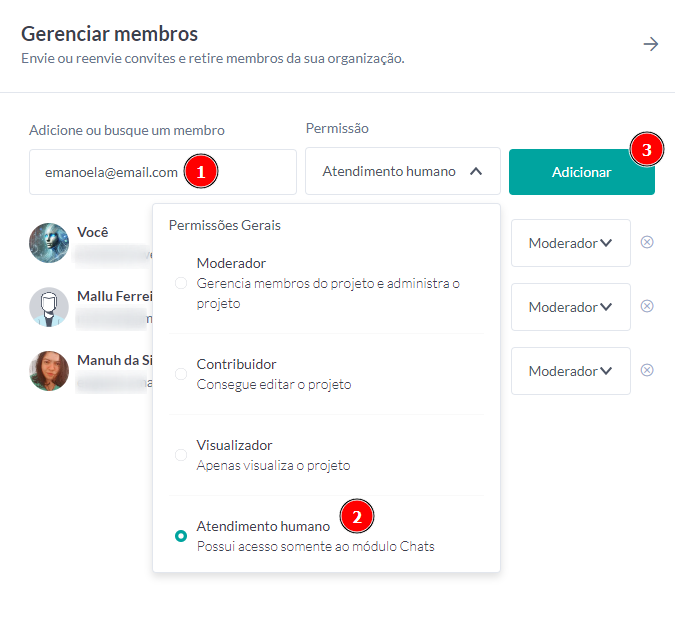 Gerenciar membros
Envie ou reenvie convites e retire membros da sua organização.
Adicione ou busque um membro
Permissão
emanoela@email.com
1
Atendimento humano
Adicionar
3
Permissões Gerais
Você
Moderador
Moderador
Gerencia membros do projeto e administra o
projeto
Mallu Ferrei
Moderador
Manuh da Si
Contribuidor
Consegue editar o projeto
Moderador
Visualizador
Apenas visualiza o projeto
Atendimento humano
2
Possui acesso somente ao módulo Chats